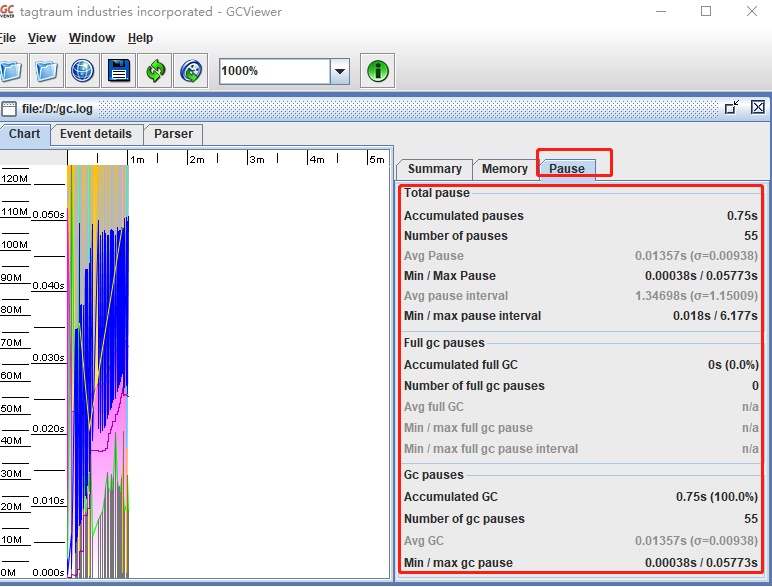 GC VIEWER tagtraum industries incorporated - GCViewer
File View Window Help
1000%
file:/D:/gc.log
Chart Event details Parser
1m 2m 3m 4m 5m
120M
110M 0.050s
100M
90M 0.040s
80M
70M 0.030s
60M
50M
40M 0.020s
30M
20M 0.010s
10M
0M 0.000s
Summary Memory Pause
Total pause
Accumulated pauses 0.75s
Number of pauses 55
Avg Pause 0.01357s (σ=0.00938)
Min / Max Pause 0.00038s / 0.05773s
Avg pause interval 1.34698s (σ=1.15009)
Min / max pause interval 0.018s / 6.177s
Full gc pauses
Accumulated full GC 0s (0.0%)
Number of full gc pauses 0
Avg full GC n/a
Min / max full gc pause n/a
Min / max full gc pause interval n/a
Gc pauses
Accumulated GC 0.75s (100.0%)
Number of gc pauses 55
Avg GC 0.01357s (σ=0.00938)
Min / max gc pause 0.00038s / 0.05773s